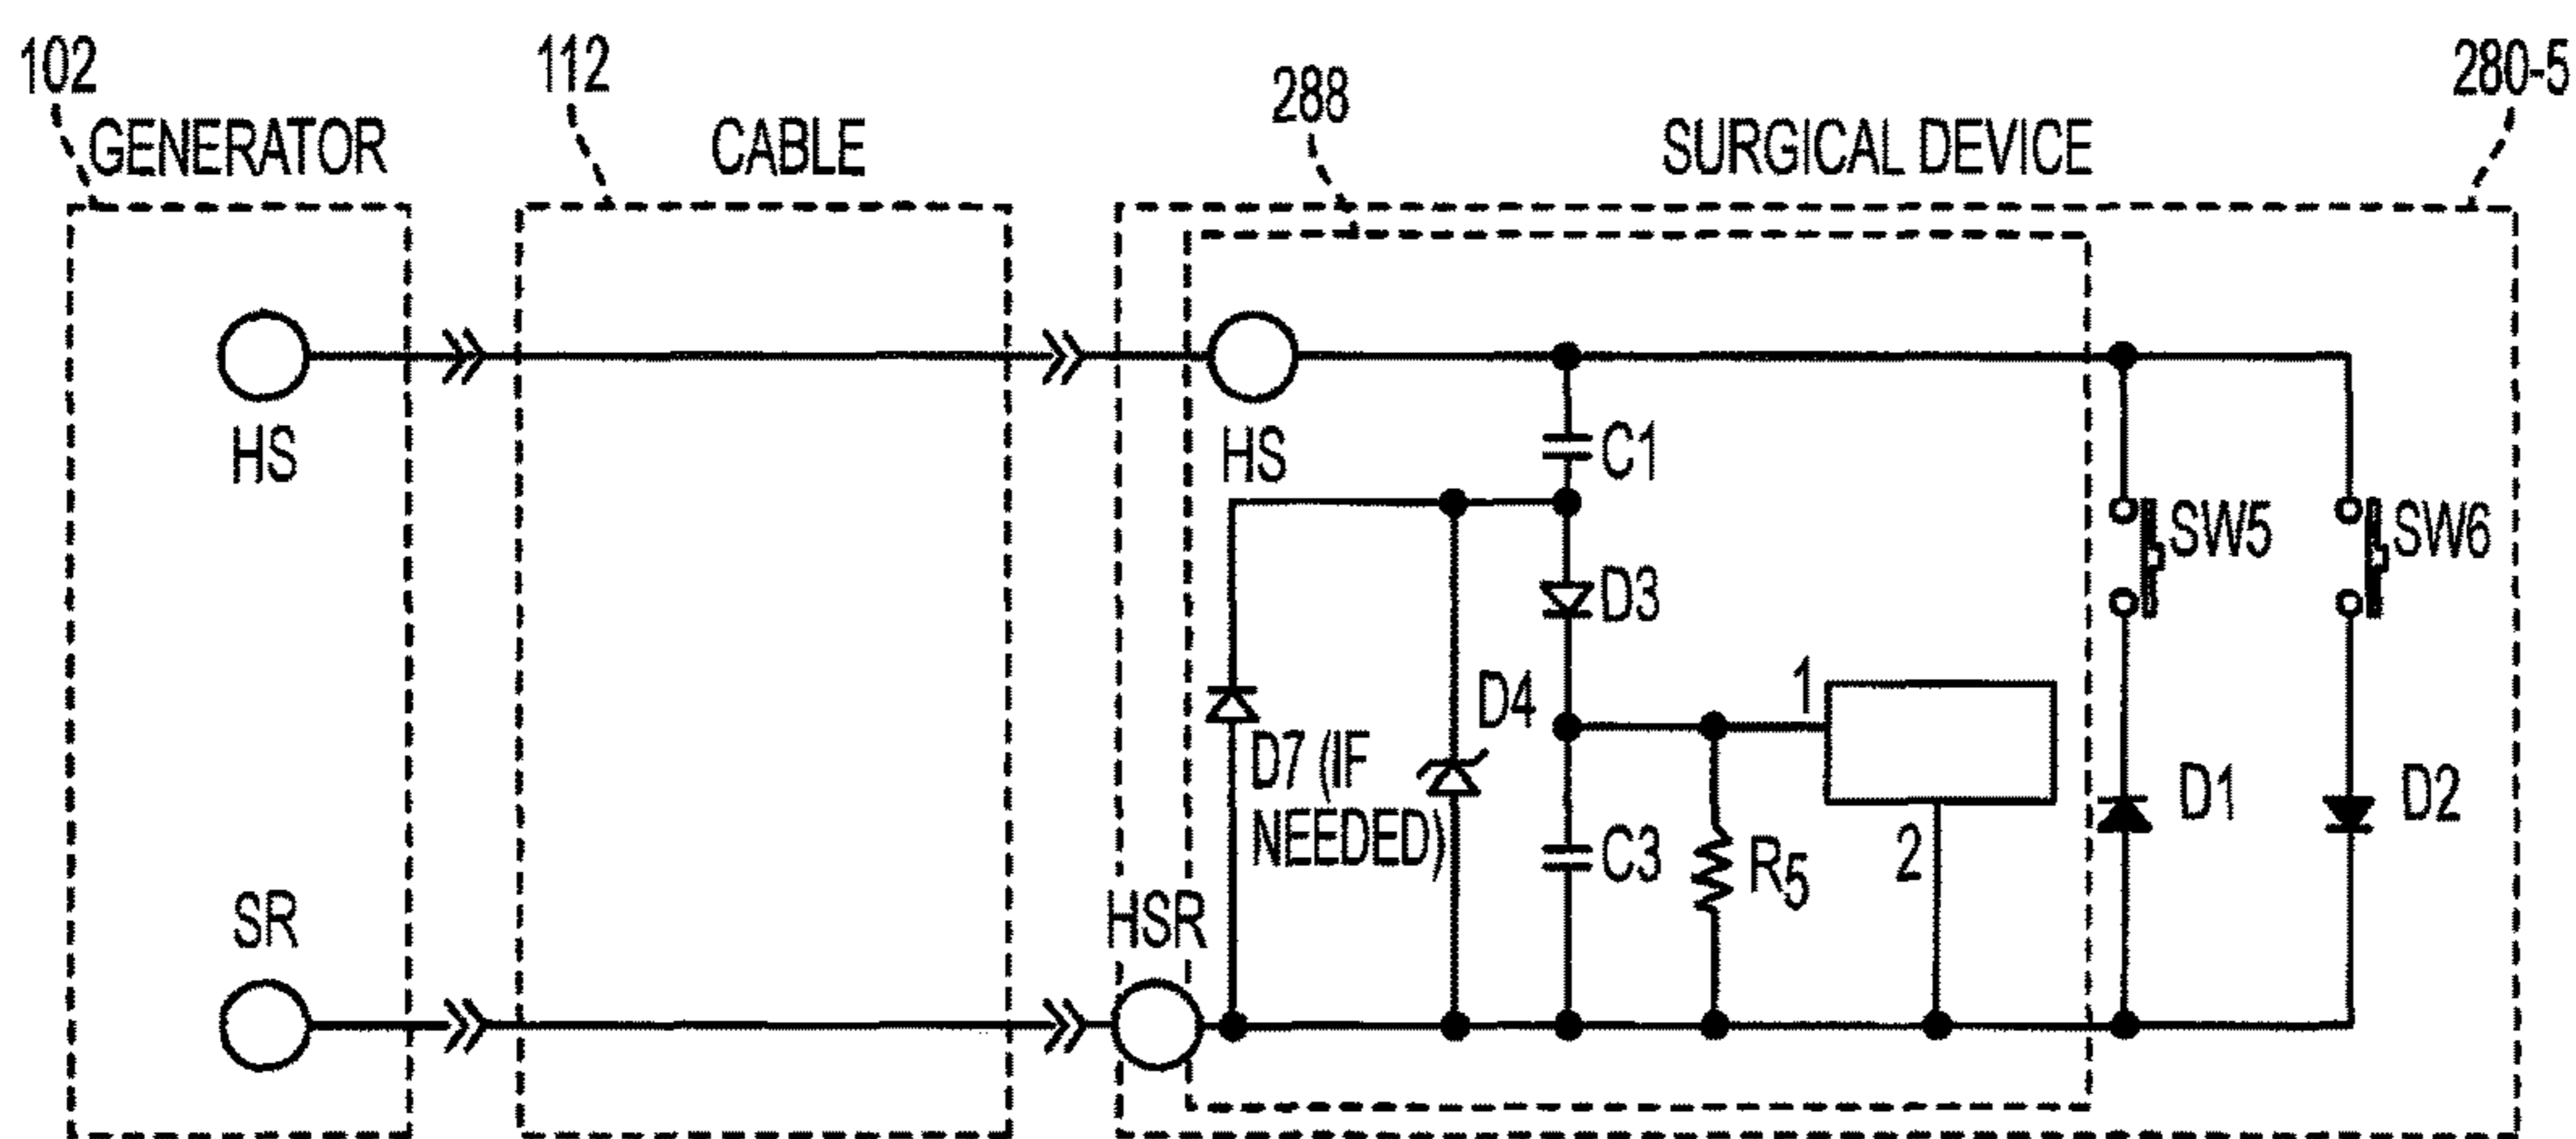 102
112
288
280-5
GENERATOR
CABLE
SURGICAL DEVICE
HS
HS
C1
SW5
SW6
D3
D4
1
D7 (IF
NEEDED)
D1
D2
C3
R5
2
SR
HSR